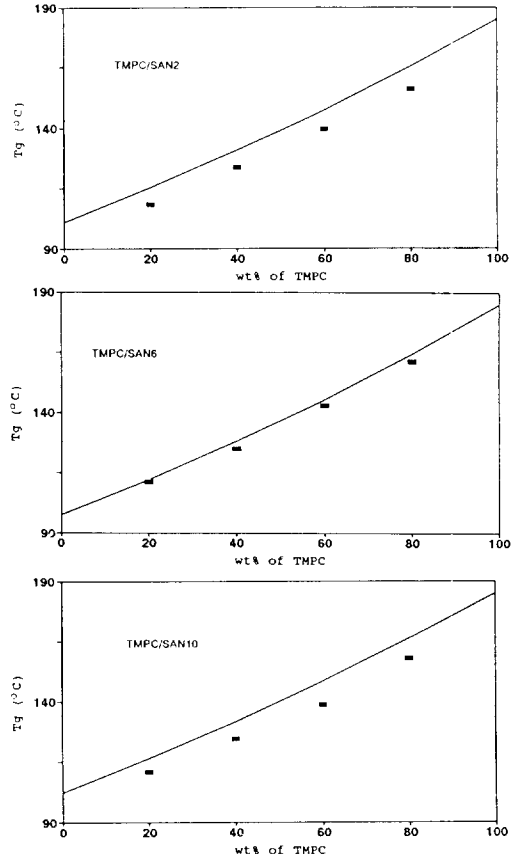 190
TMPC/SAN2
Tg (°C)
140
90
0 20 40 60 80 100
wt% of TMPC
190
TMPC/SAN6
Tg (°C)
140
90
0 20 40 60 80 100
wt% of TMPC
190
TMPC/SAN10
Tg (°C)
140
90
0 20 40 60 80 100
wt% of TMPC